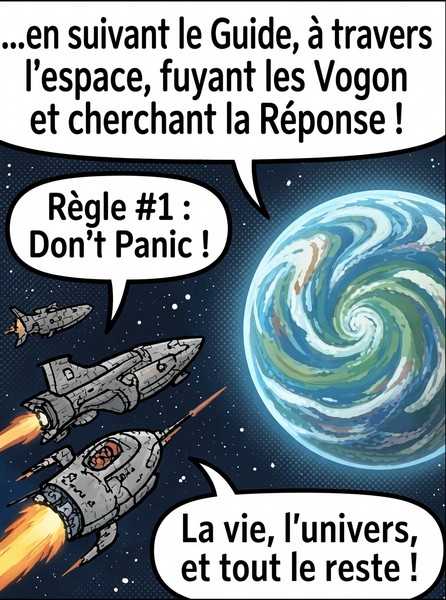 ...en suivant le Guide, à travers
l'espace, fuyant les Vogon
et cherchant la Réponse !
Règle #1 :
Don't Panic !
La vie, l'univers,
et tout le reste !